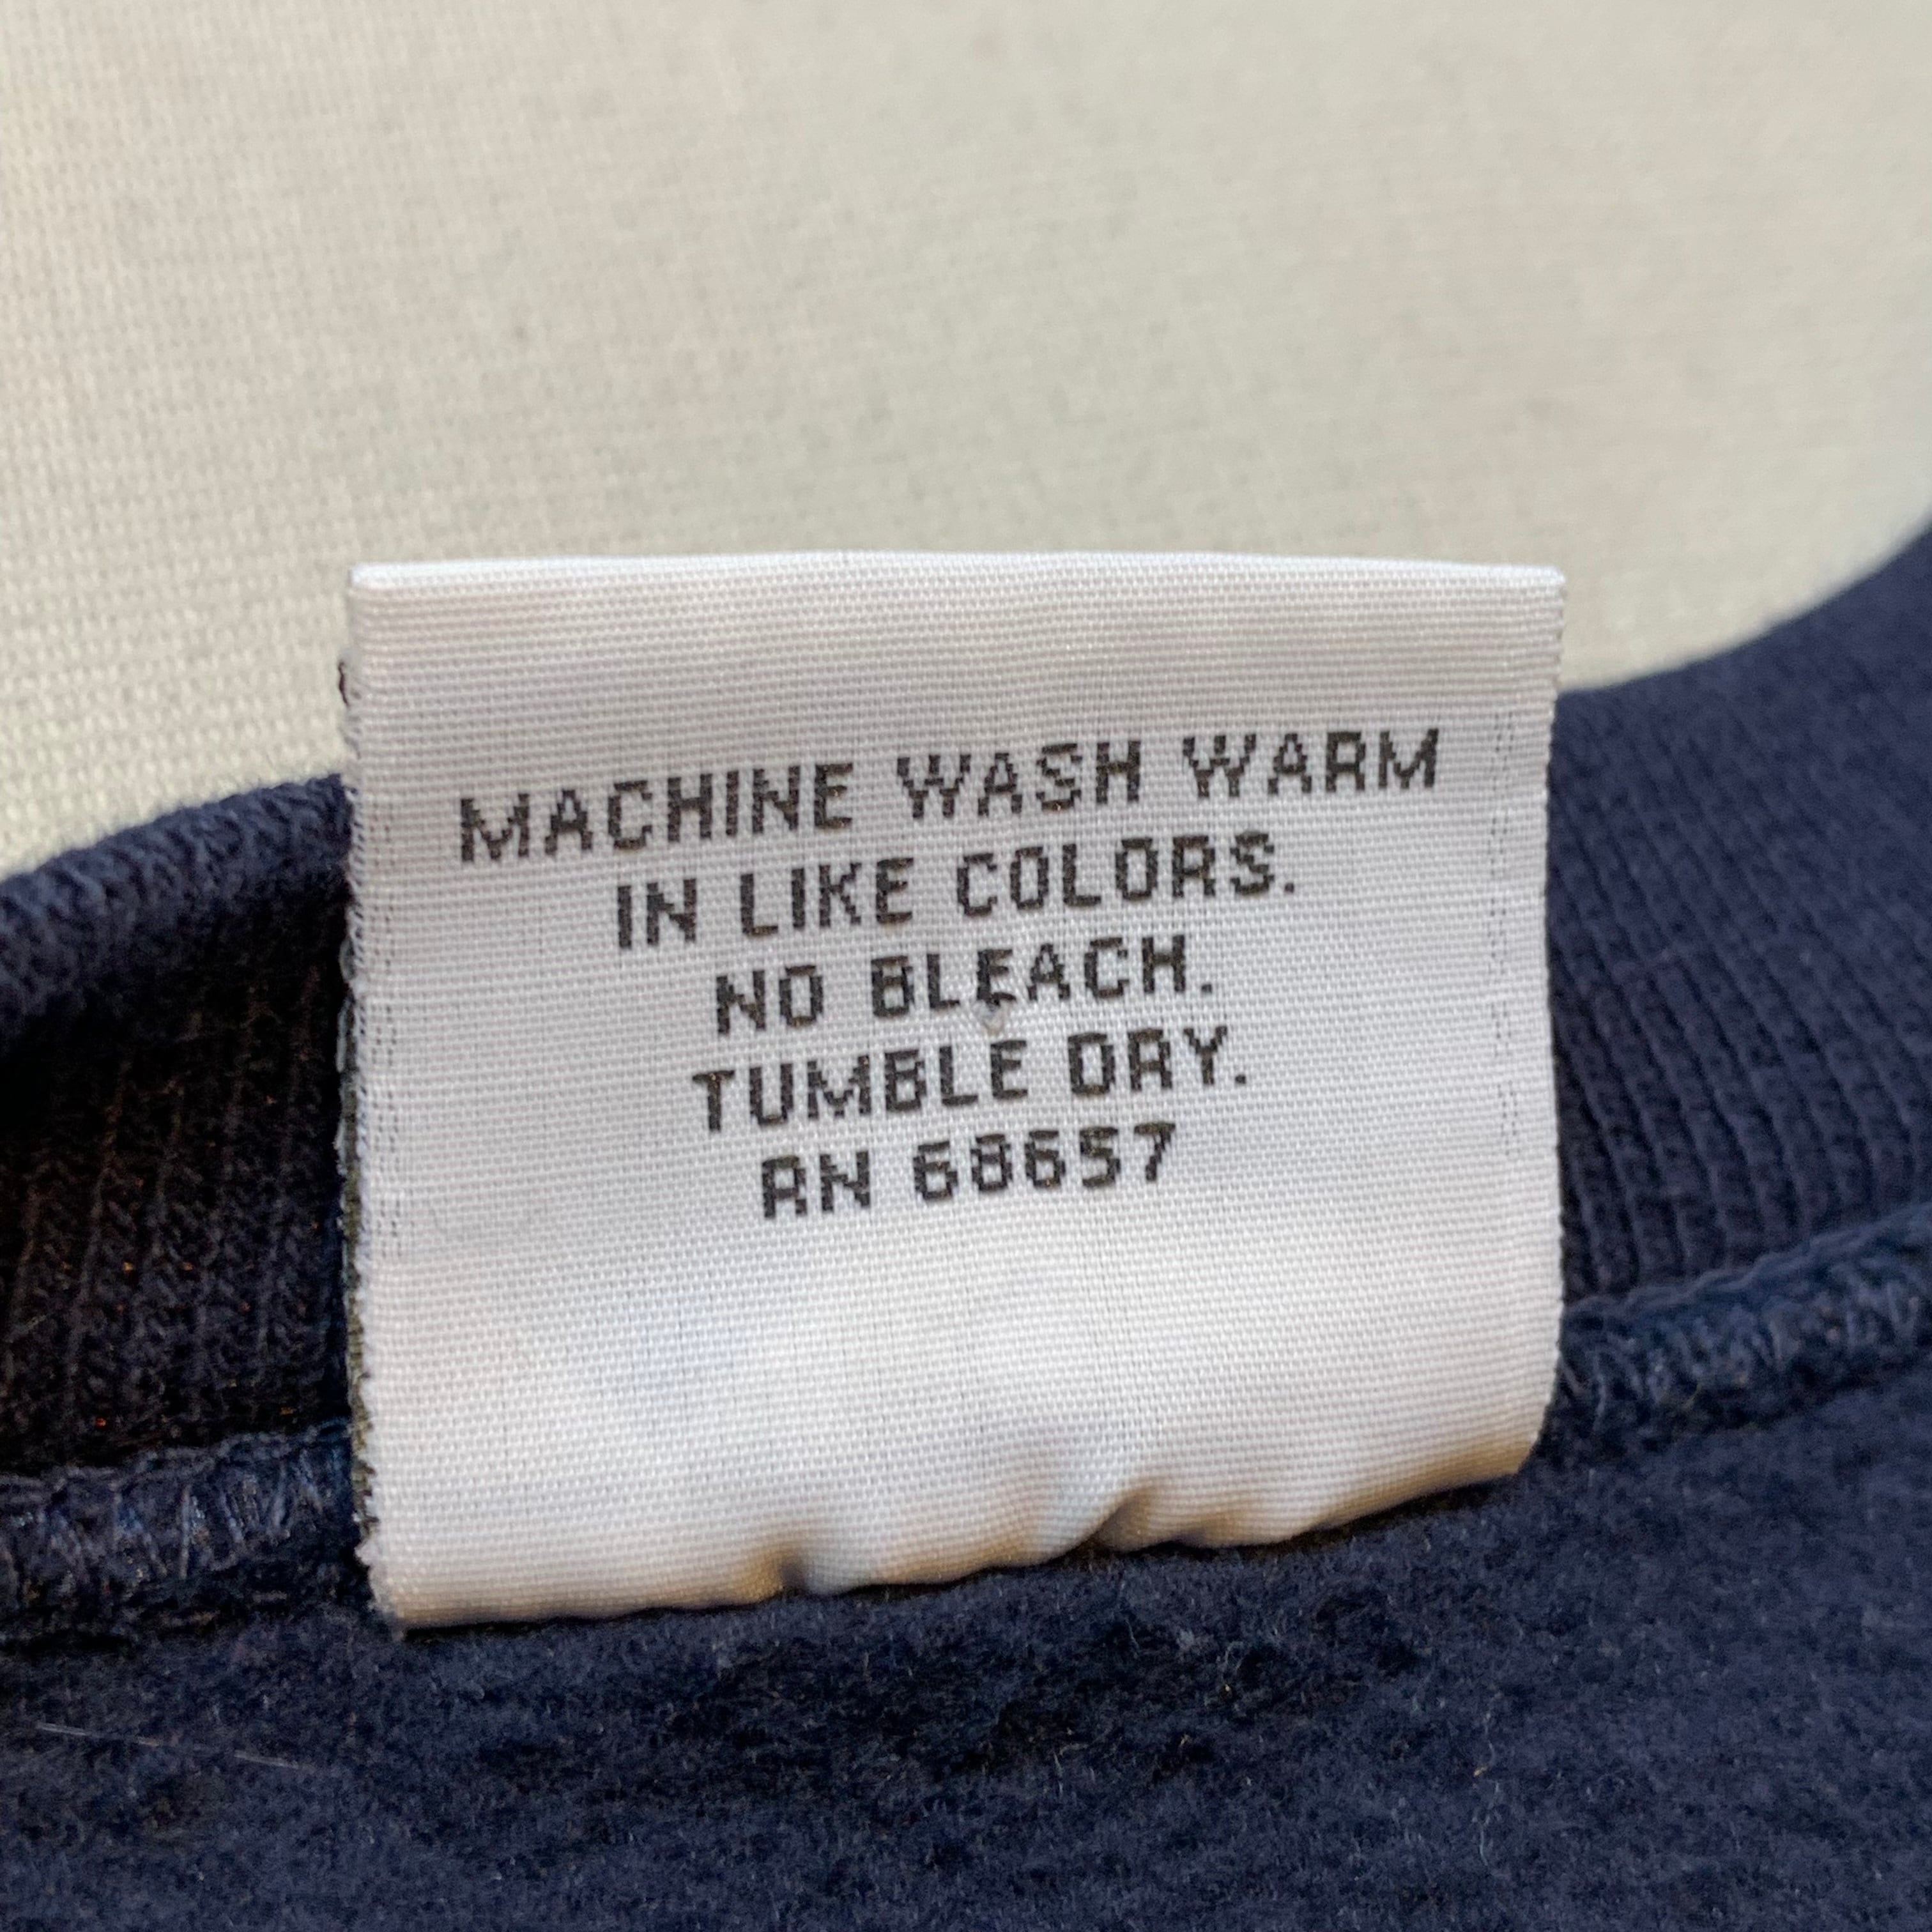 MACHINE WASH WARM
IN LIKE COLORS.
NO BLEACH.
TUMBLE DRY.
RN 68657